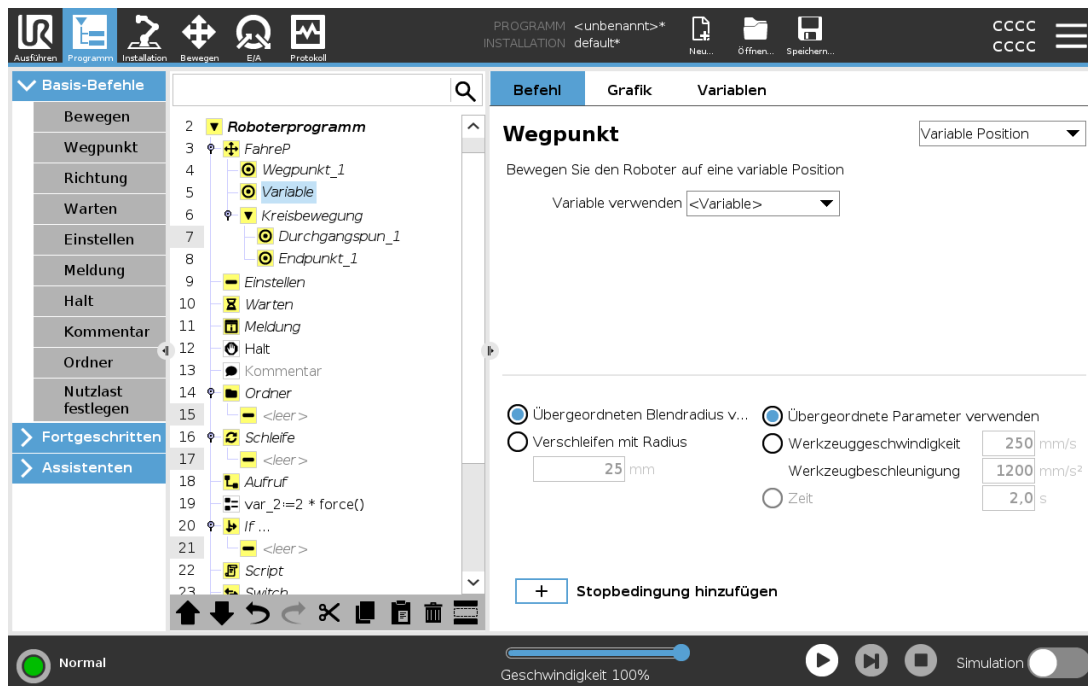 PROGRAMM <unbenannt>*
INSTALLATION default*
CCCC
CCCC
Ausführen
Programm
Installation
Bewegen
E/A
Protokoll
Neu...
Öffnen...
Speichern...
Basis-Befehle
Bewegen
Wegpunkt
Richtung
Warten
Einstellen
Meldung
Halt
Kommentar
Ordner
Nutzlast
festlegen
Fortgeschritten
Assistenten
2 Roboterprogramm
3 FahreP
4 Wegpunkt_1
5 Variable
6 Kreisbewegung
7 Durchgangspun_1
8 Endpunkt_1
9 Einstellen
10 Warten
11 Meldung
12 Halt
13 Kommentar
14 Ordner
15 <leer>
16 Schleife
17 <leer>
18 Aufruf
19 var_2:=2 * force()
20 If ...
21 <leer>
22 Script
23 Switch
Befehl
Grafik
Variablen
Wegpunkt
Variable Position
Bewegen Sie den Roboter auf eine variable Position
Variable verwenden <Variable>
Übergeordneten Blendradius v...
Verschleifen mit Radius
25 mm
Übergeordnete Parameter verwenden
Werkzeuggeschwindigkeit 250 mm/s
Werkzeugbeschleunigung 1200 mm/s²
Zeit 2,0 s
+ Stopbedingung hinzufügen
Normal
Geschwindigkeit 100%
Simulation